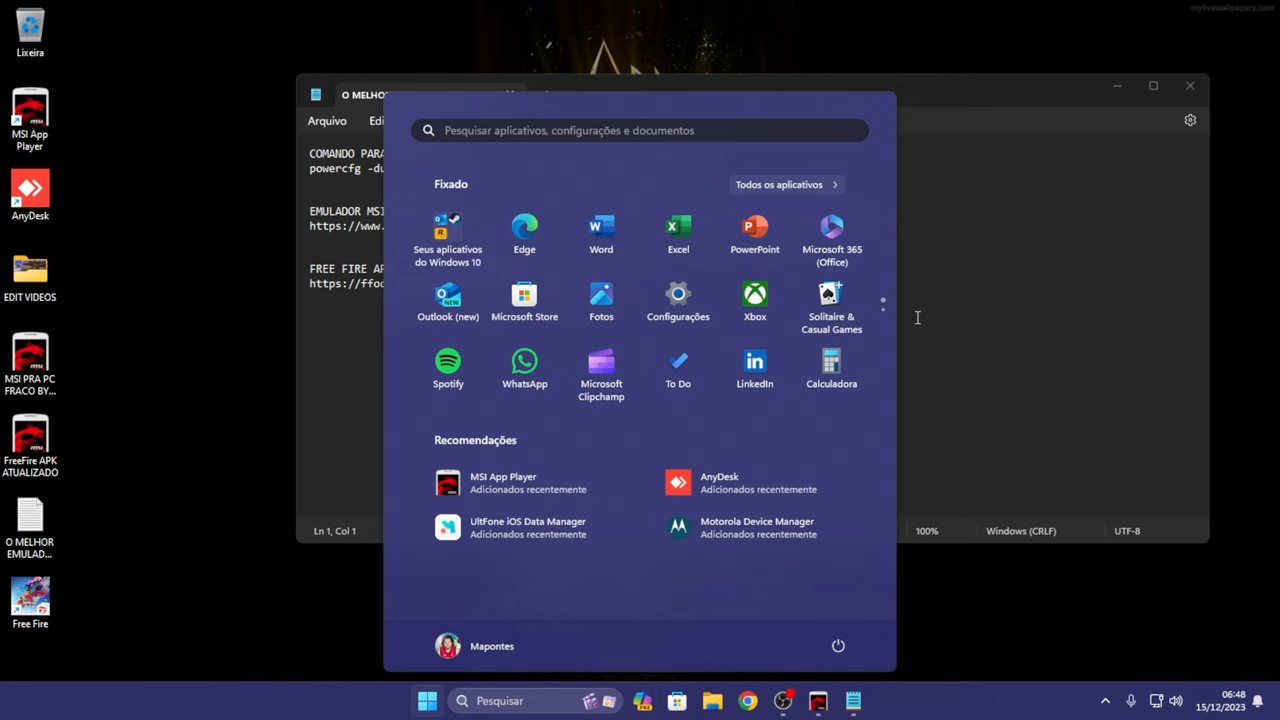 mylivewallpapers.com
Lixeira
MSI App
Player
AnyDesk
EDIT VIDEOS
MSI PRA PC
FRACO BY...
FreeFire APK
ATUALIZADO
O MELHOR
EMULAD...
Free Fire
O MELHO
Arquivo
Edi
COMANDO PARA
powercfg -du
EMULADOR MSI
https://www.
FREE FIRE AP
https://ffo
Ln 1, Col 1
100%
Windows (CRLF)
UTF-8
Pesquisar aplicativos, configurações e documentos
Fixado
Todos os aplicativos
Seus aplicativos
do Windows 10
Edge
Word
Excel
PowerPoint
Microsoft 365
(Office)
Outlook (new)
Microsoft Store
Fotos
Configurações
Xbox
Solitaire &
Casual Games
Spotify
WhatsApp
Microsoft
Clipchamp
To Do
LinkedIn
Calculadora
Recomendações
MSI App Player
Adicionados recentemente
AnyDesk
Adicionados recentemente
UltFone iOS Data Manager
Adicionados recentemente
Motorola Device Manager
Adicionados recentemente
Mapontes
Pesquisar
06:48
15/12/2023